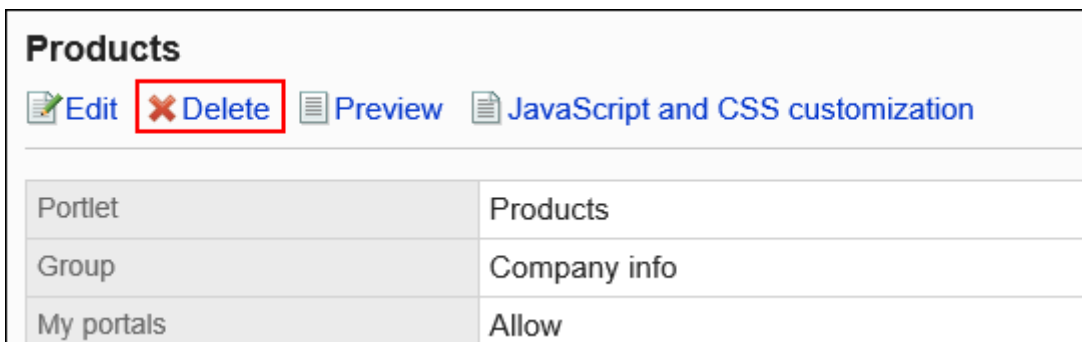 Products
Edit Delete Preview JavaScript and CSS customization
Portlet Products
Group Company info
My portals Allow